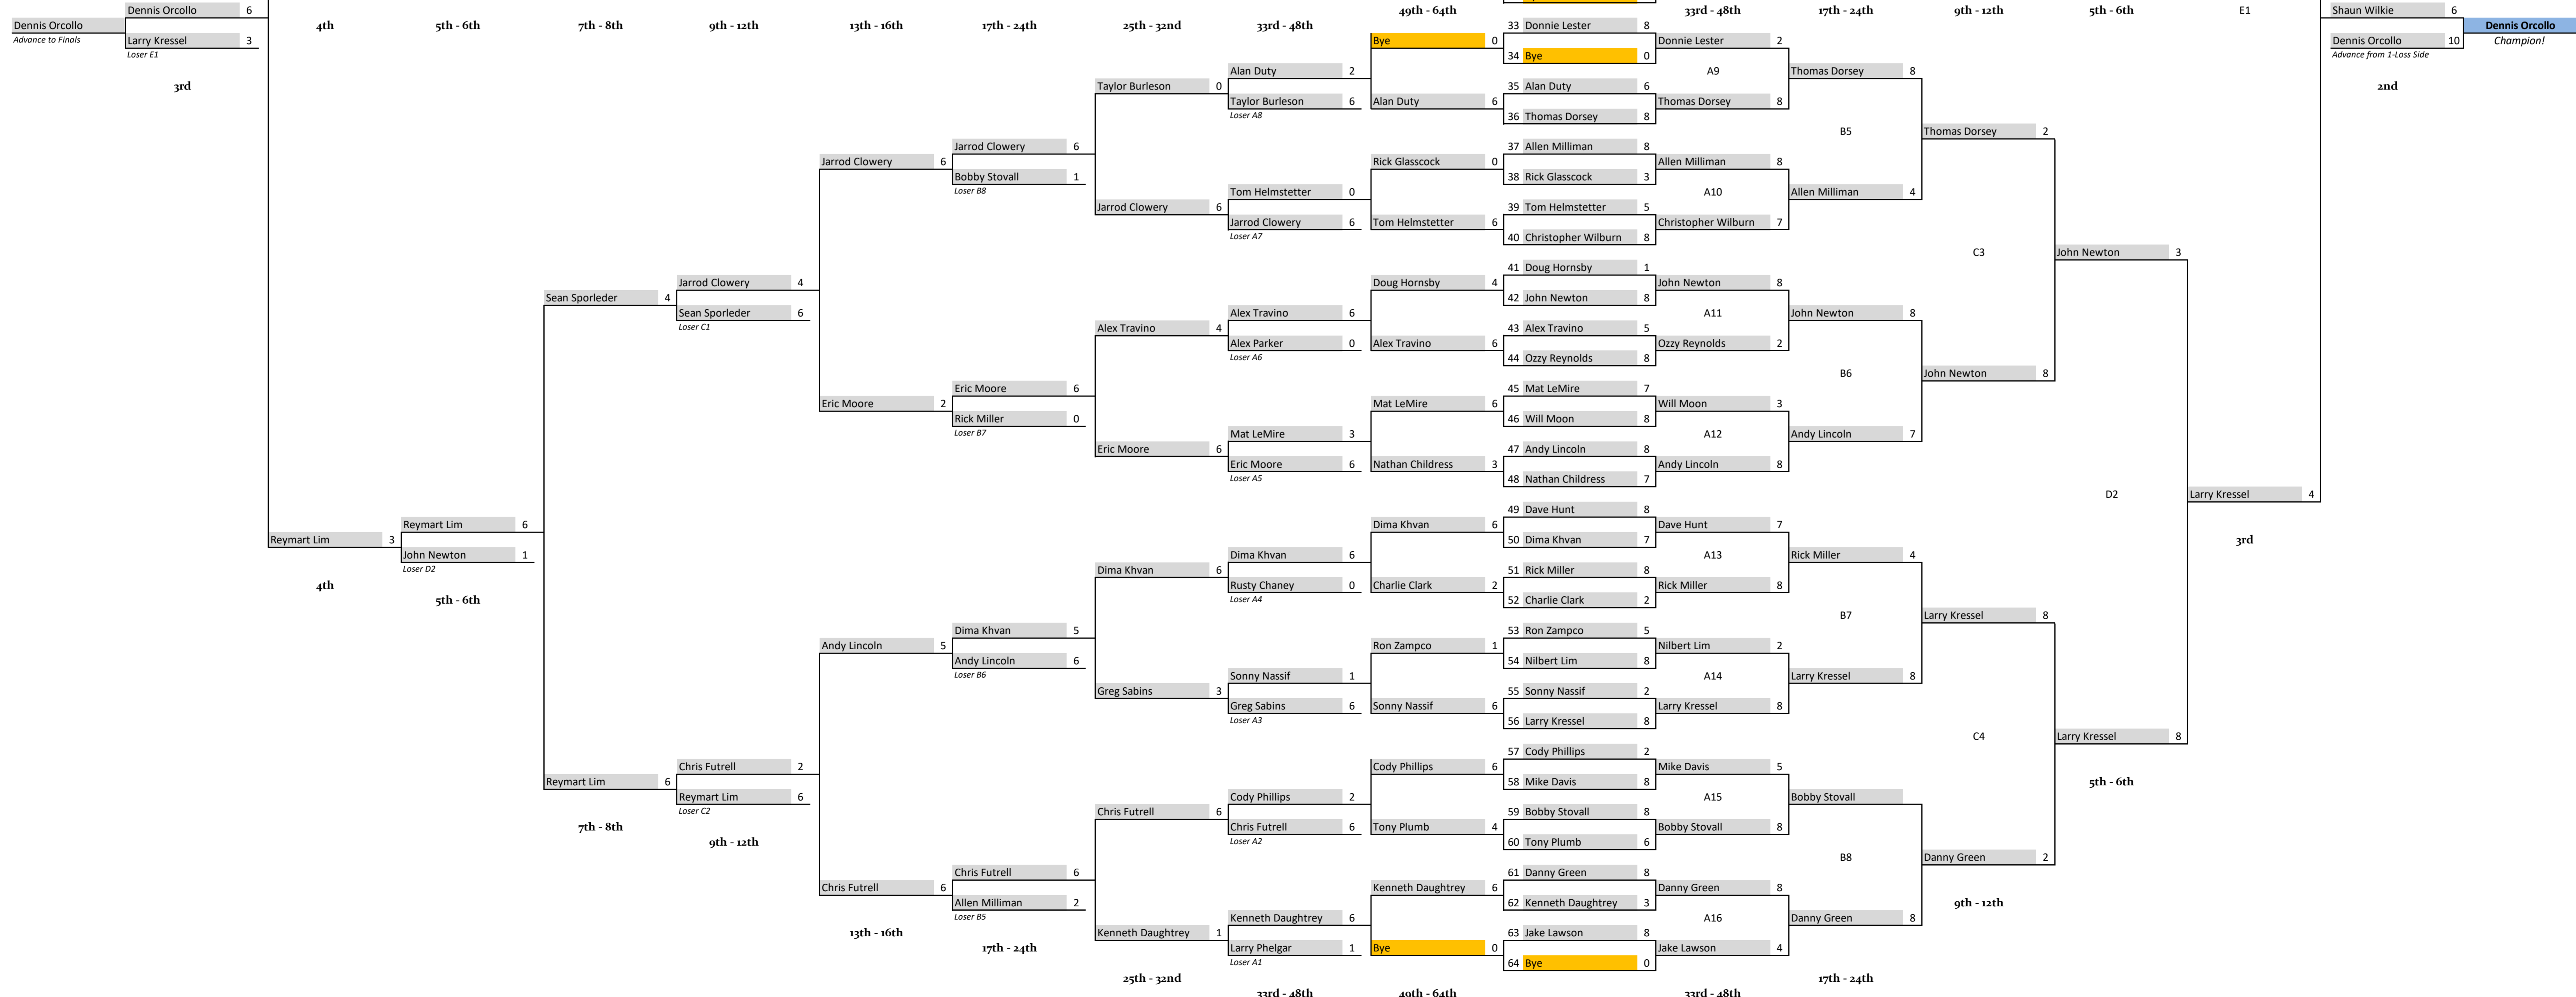 Dennis Orcollo 6
Dennis Orcollo
Advance to Finals
Larry Kressel 3
Loser E1
3rd
4th
Reymart Lim 3
4th
5th - 6th
Reymart Lim 6
John Newton 1
Loser D2
5th - 6th
7th - 8th
Sean Sporleder 4
Reymart Lim 6
7th - 8th
9th - 12th
Jarrod Clowery 4
Sean Sporleder 6
Loser C1
Chris Futrell 2
Reymart Lim 6
Loser C2
9th - 12th
13th - 16th
Jarrod Clowery 6
Eric Moore 2
Andy Lincoln 5
Chris Futrell 6
13th - 16th
17th - 24th
Jarrod Clowery 6
Bobby Stovall 1
Loser B8
Eric Moore 6
Rick Miller 0
Loser B7
Dima Khvan 5
Andy Lincoln 6
Loser B6
Chris Futrell 6
Allen Milliman 2
Loser B5
17th - 24th
25th - 32nd
Taylor Burleson 0
Jarrod Clowery 6
Alex Travino 4
Eric Moore 6
Dima Khvan 6
Greg Sabins 3
Chris Futrell 6
Kenneth Daughtrey 1
25th - 32nd
33rd - 48th
Alan Duty 2
Taylor Burleson 6
Loser A8
Tom Helmstetter 0
Jarrod Clowery 6
Loser A7
Alex Travino 6
Alex Parker 0
Loser A6
Mat LeMire 3
Eric Moore 6
Loser A5
Dima Khvan 6
Rusty Chaney 0
Loser A4
Sonny Nassif 1
Greg Sabins 6
Loser A3
Cody Phillips 2
Chris Futrell 6
Loser A2
Kenneth Daughtrey 6
Larry Phelgar 1
Loser A1
33rd - 48th
49th - 64th
Bye 0
Alan Duty 6
Rick Glasscock 0
Tom Helmstetter 6
Doug Hornsby 4
Alex Travino 6
Mat LeMire 6
Nathan Childress 3
Dima Khvan 6
Charlie Clark 2
Ron Zampco 1
Sonny Nassif 6
Cody Phillips 6
Tony Plumb 4
Kenneth Daughtrey 6
Bye 0
49th - 64th
33 Donnie Lester 8
34 Bye 0
35 Alan Duty 6
36 Thomas Dorsey 8
37 Allen Milliman 8
38 Rick Glasscock 3
39 Tom Helmstetter 5
40 Christopher Wilburn 8
41 Doug Hornsby 1
42 John Newton 8
43 Alex Travino 5
44 Ozzy Reynolds 8
45 Mat LeMire 7
46 Will Moon 8
47 Andy Lincoln 8
48 Nathan Childress 7
49 Dave Hunt 8
50 Dima Khvan 7
51 Rick Miller 8
52 Charlie Clark 2
53 Ron Zampco 5
54 Nilbert Lim 8
55 Sonny Nassif 2
56 Larry Kressel 8
57 Cody Phillips 2
58 Mike Davis 8
59 Bobby Stovall 8
60 Tony Plumb 6
61 Danny Green 8
62 Kenneth Daughtrey 3
63 Jake Lawson 8
64 Bye 0
33rd - 48th
Donnie Lester 2
A9
Thomas Dorsey 8
Allen Milliman 8
A10
Christopher Wilburn 7
John Newton 8
A11
Ozzy Reynolds 2
Will Moon 3
A12
Andy Lincoln 8
Dave Hunt 7
A13
Rick Miller 8
Nilbert Lim 2
A14
Larry Kressel 8
Mike Davis 5
A15
Bobby Stovall 8
Danny Green 8
A16
Jake Lawson 4
33rd - 48th
17th - 24th
Thomas Dorsey 8
B5
Allen Milliman 4
John Newton 8
B6
Andy Lincoln 7
Rick Miller 4
B7
Larry Kressel 8
Bobby Stovall
B8
Danny Green 8
17th - 24th
9th - 12th
Thomas Dorsey 2
C3
John Newton 8
Larry Kressel 8
C4
Danny Green 2
9th - 12th
5th - 6th
John Newton 3
D2
Larry Kressel 8
5th - 6th
E1
Larry Kressel 4
3rd
Shaun Wilkie 6
Dennis Orcollo 10
Advance from 1-Loss Side
2nd
Dennis Orcollo
Champion!